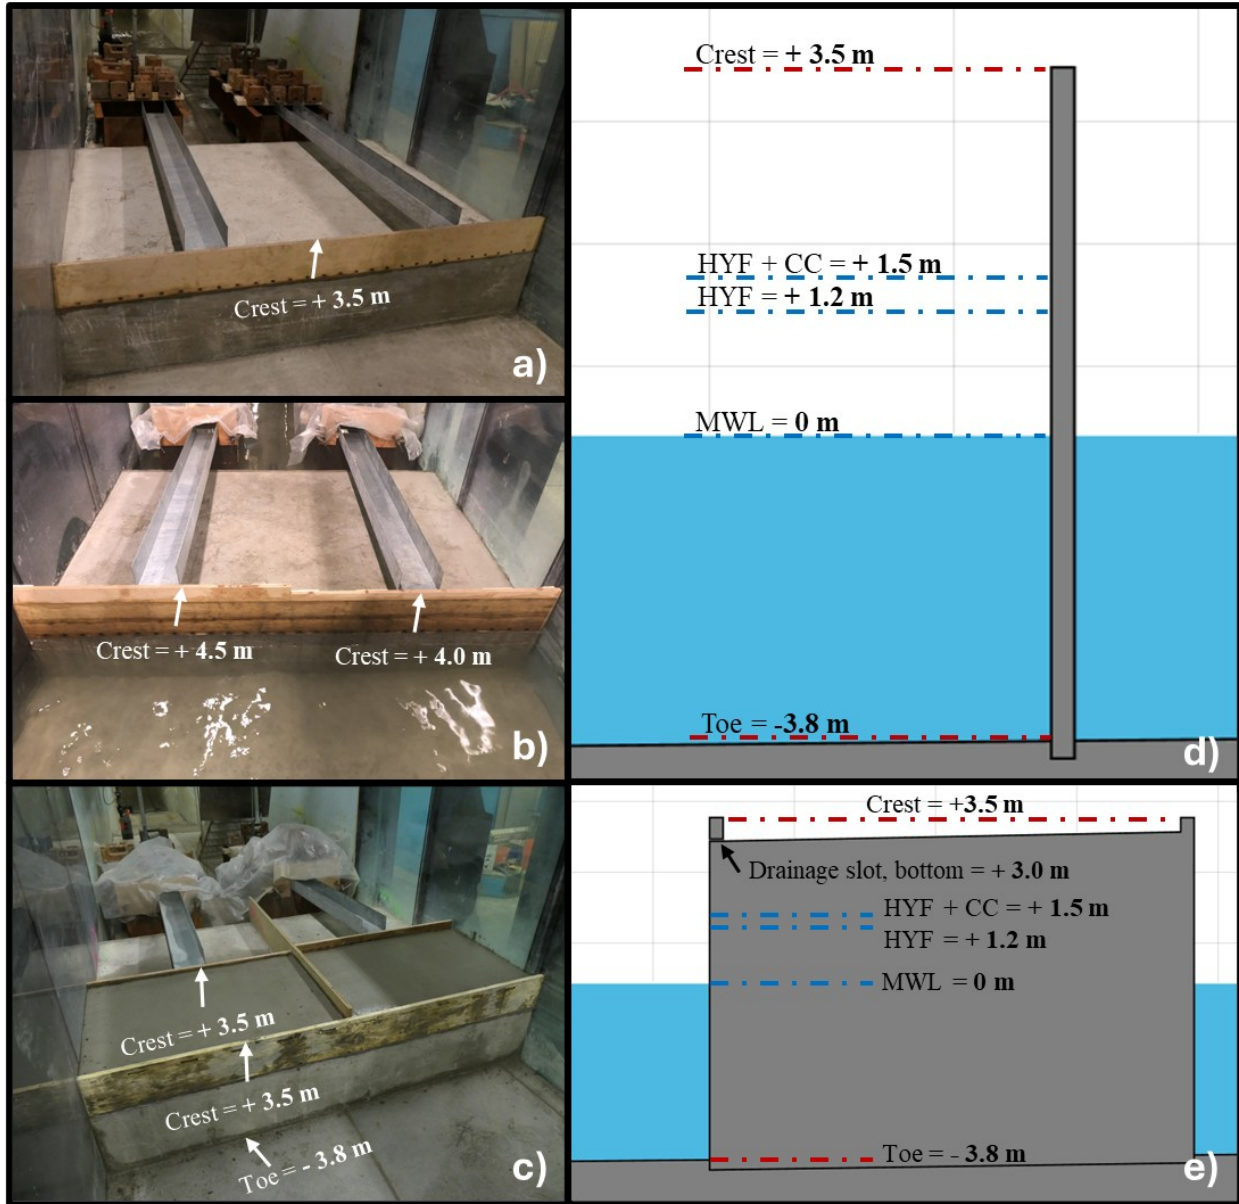 Crest = + 3.5 m
a)
Crest = + 4.5 m
Crest = + 4.0 m
b)
Crest = + 3.5 m
Crest = + 3.5 m
Toe = - 3.8 m
c)
Crest = + 3.5 m
HYF + CC = + 1.5 m
HYF = + 1.2 m
MWL = 0 m
Toe = -3.8 m
d)
Crest = +3.5 m
Drainage slot, bottom = + 3.0 m
HYF + CC = + 1.5 m
HYF = + 1.2 m
MWL = 0 m
Toe = - 3.8 m
e)